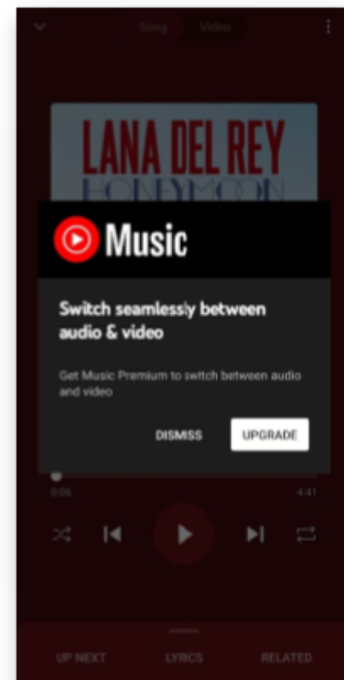 Song Video
LANA DEL REY
HONEYMOON
Music
Switch seamlessly between
audio & video
Get Music Premium to switch between audio
and video
DISMISS UPGRADE
0:06 4:41
UP NEXT LYRICS RELATED